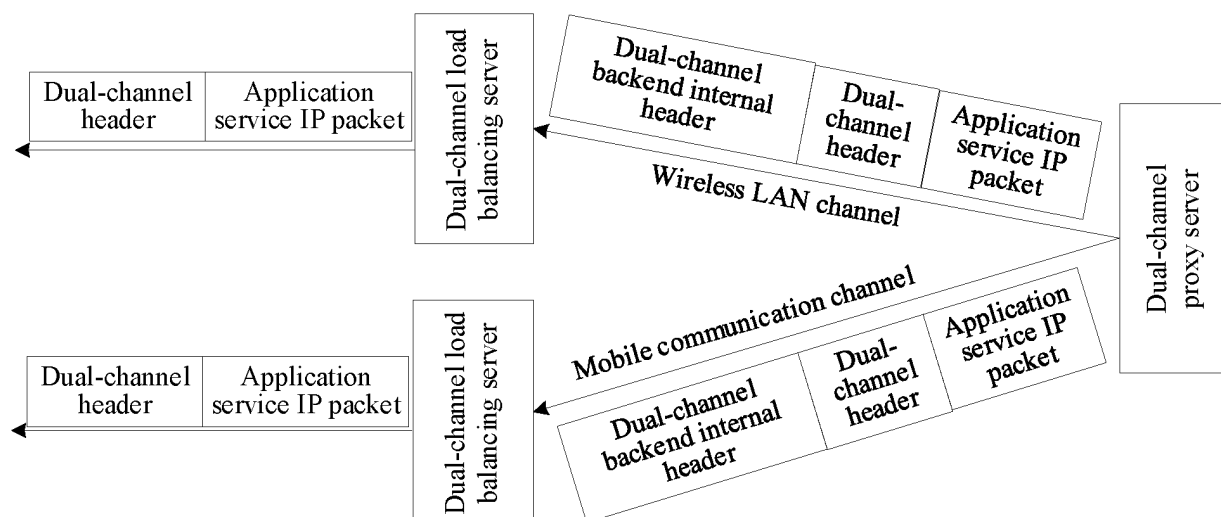 Dual-channel
header
Application
service IP packet
Dual-channel load
balancing server
Dual-channel
backend internal
header
Dual-
channel
header
Application
service IP
packet
Wireless LAN channel
Dual-channel
proxy server
Mobile communication channel
Dual-channel
header
Application
service IP packet
Dual-channel load
balancing server
Dual-channel
backend internal
header
Dual-
channel
header
Application
service IP
packet